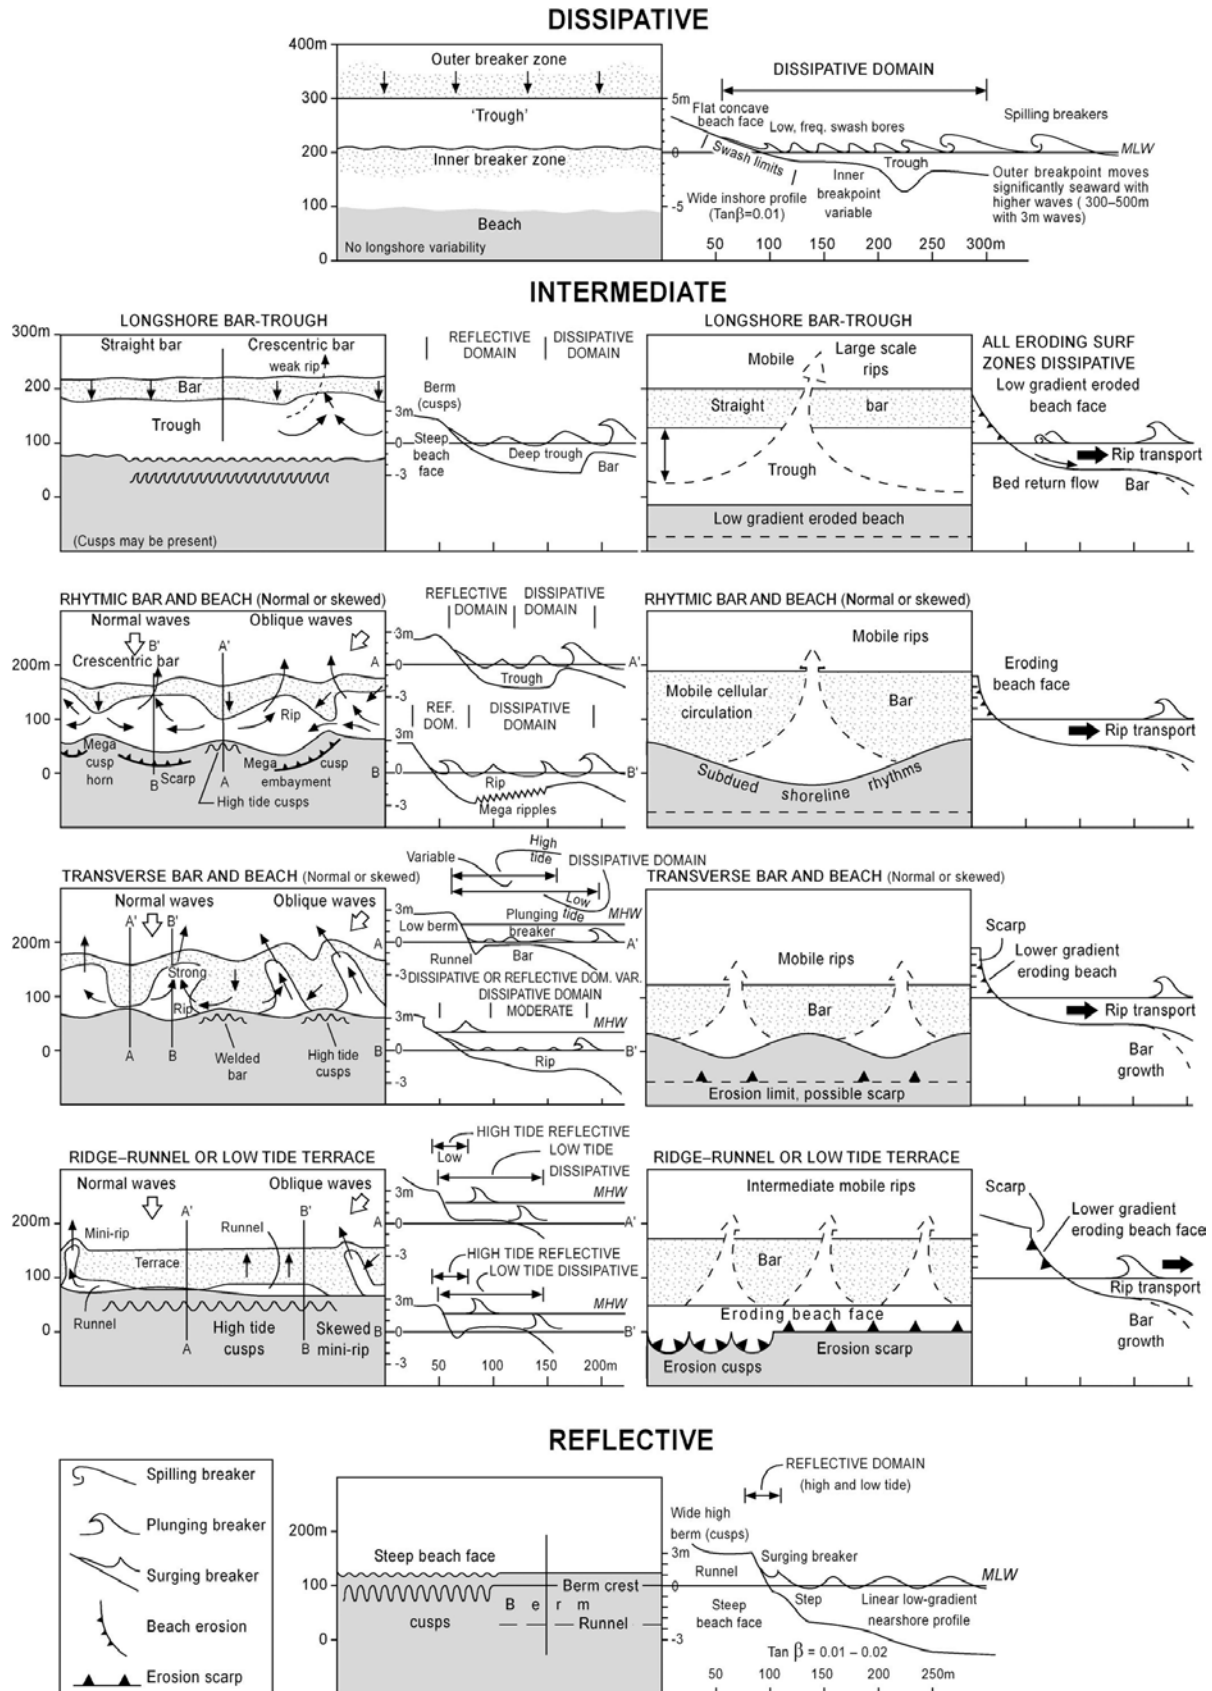 DISSIPATIVE
400m
300
200
100
0
Outer breaker zone
'Trough'
Inner breaker zone
Beach
No longshore variability
5m
0
-5
DISSIPATIVE DOMAIN
Flat concave
beach face
Low, freq. swash bores
Spilling breakers
MLW
Swash limits
Trough
Inner
breakpoint
variable
Wide inshore profile
(Tanβ=0.01)
Outer breakpoint moves
significantly seaward with
higher waves ( 300–500m
with 3m waves)
50 100 150 200 250 300m
INTERMEDIATE
LONGSHORE BAR-TROUGH
300m
200
100
0
Straight bar
Crescentric bar
weak rip
Bar
Trough
(Cusps may be present)
REFLECTIVE
DOMAIN
DISSIPATIVE
DOMAIN
Berm
(cusps)
3m
0
-3
Steep
beach
face
Deep trough
Bar
LONGSHORE BAR-TROUGH
Mobile
Large scale
rips
Straight
bar
Trough
Low gradient eroded beach
ALL ERODING SURF
ZONES DISSIPATIVE
Low gradient eroded
beach face
Rip transport
Bed return flow
Bar
RHYTMIC BAR AND BEACH (Normal or skewed)
200m
100
0
Normal waves
Oblique waves
B' A'
Crescentric bar
Rip
Mega
cusp
horn
Scarp
B
A
Mega
embayment
cusp
High tide cusps
A
B
REFLECTIVE
DOMAIN
DISSIPATIVE
DOMAIN
3m
0
-3
Trough
A'
REF.
DOM.
DISSIPATIVE
DOMAIN
3m
0
-3
Rip
Mega ripples
B'
RHYTMIC BAR AND BEACH (Normal or skewed)
Mobile rips
Mobile cellular
circulation
Bar
Subdued shoreline rhythms
Eroding
beach face
Rip transport
TRANSVERSE BAR AND BEACH (Normal or skewed)
200m
100
0
Normal waves
Oblique waves
A' B'
Strong
Rip
A B
Welded
bar
High tide
cusps
A
B
Variable
High
tide
DISSIPATIVE DOMAIN
Low
tide
3m
0
-3
Low berm
Plunging
breaker
MHW
A'
Runnel
Bar
DISSIPATIVE OR REFLECTIVE DOM. VAR.
DISSIPATIVE DOMAIN
MODERATE
3m
0
-3
MHW
B'
Rip
TRANSVERSE BAR AND BEACH (Normal or skewed)
Mobile rips
Bar
Erosion limit, possible scarp
Scarp
Lower gradient
eroding beach
Rip transport
Bar
growth
RIDGE–RUNNEL OR LOW TIDE TERRACE
200m
100
0
Normal waves
Oblique waves
Mini-rip
A'
Runnel
B'
Terrace
Runnel
A
High tide
cusps
B
Skewed
mini-rip
A
B
HIGH TIDE REFLECTIVE
Low
LOW TIDE
DISSIPATIVE
3m
0
-3
MHW
A'
HIGH TIDE REFLECTIVE
LOW TIDE DISSIPATIVE
3m
0
-3
MHW
B'
50 100 150 200m
RIDGE–RUNNEL OR LOW TIDE TERRACE
Intermediate mobile rips
Bar
Eroding beach face
Erosion cusps
Erosion scarp
Scarp
Lower gradient
eroding beach face
Rip transport
Bar
growth
REFLECTIVE
Spilling breaker
Plunging breaker
Surging breaker
Beach erosion
Erosion scarp
200m
100
0
Steep beach face
cusps
Berm crest
Berm
Runnel
REFLECTIVE DOMAIN
(high and low tide)
Wide high
berm (cusps)
3m
0
-3
Runnel
Surging breaker
MLW
Steep
beach face
Step
Linear low-gradient
nearshore profile
Tan β = 0.01 – 0.02
50 100 150 200 250m